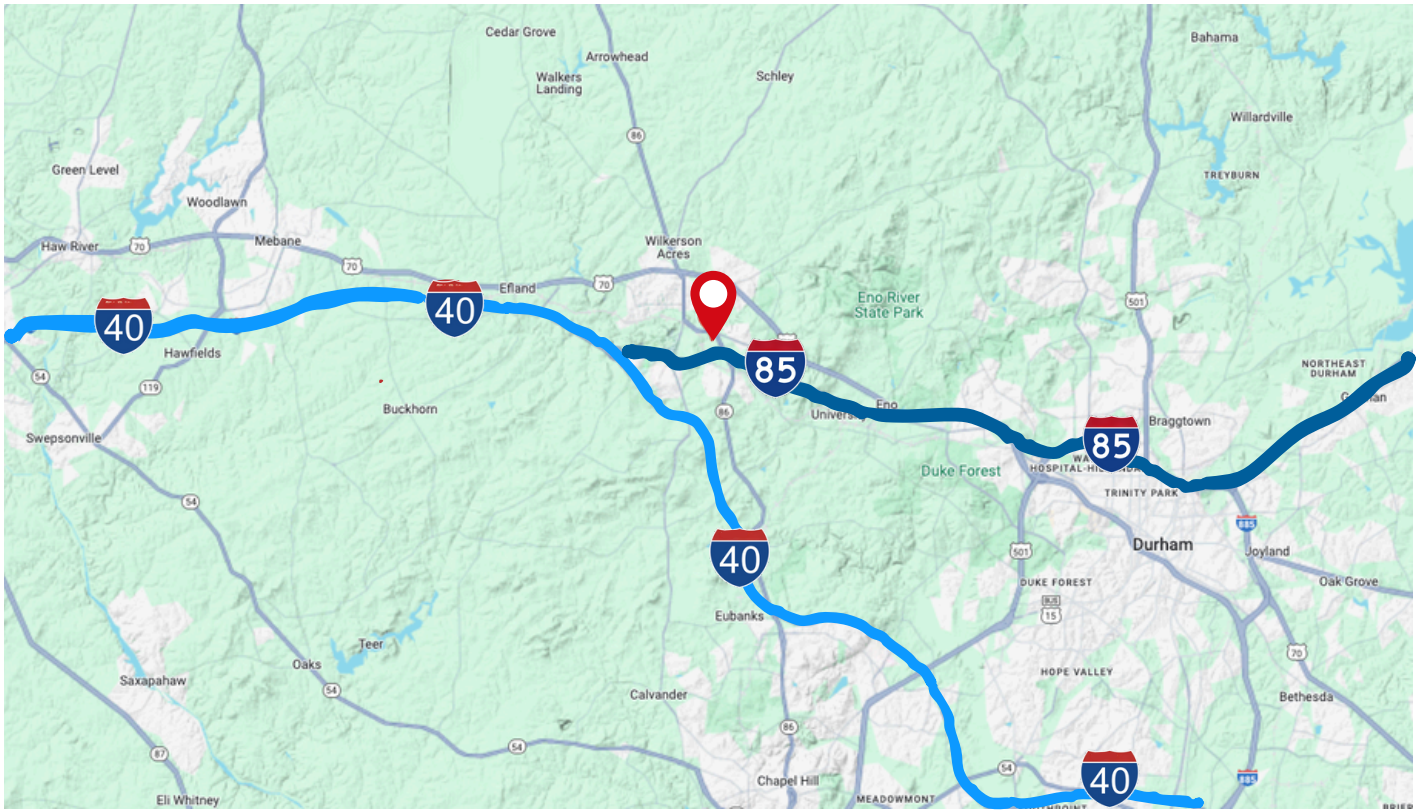 Cedar Grove
Arrowhead
Bahama
Walkers
Landing
Schley
86
Willardville
Green Level
TREYBURN
Woodlawn
Wilkerson
Acres
Haw River
70
Mebane
70
Efland
70
Eno River
State Park
501
40
40
Hawfields
85
NORTHEAST
DURHAM
54
119
Buckhorn
86
Eno
University
Braggtown
85
Swepsonville
Duke Forest
TRINITY PARK
54
885
Durham
501
Joyland
40
DUKE FOREST
Oak Grove
BUS
15
Eubanks
Teer
Oaks
70
HOPE VALLEY
Saxapahaw
54
Calvander
Bethesda
86
54
87
54
40
885
Chapel Hill
Eli Whitney
MEADOWMONT